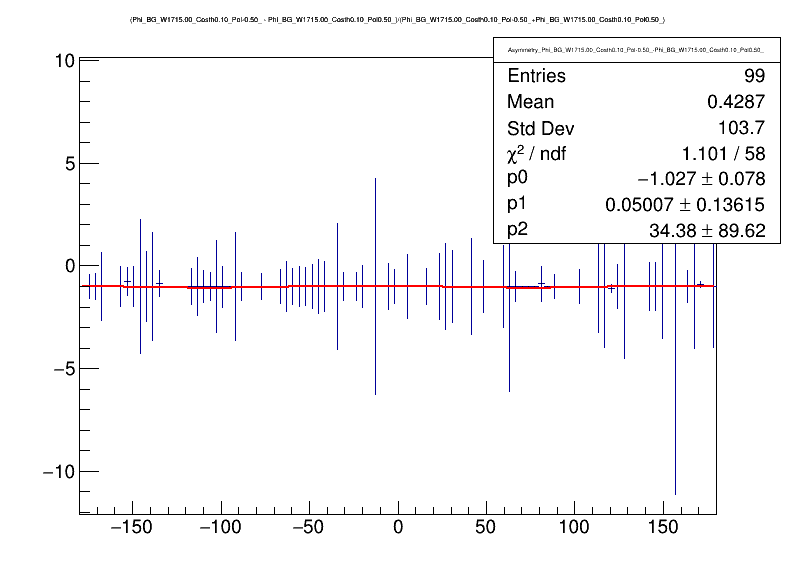 (Phi_BG_W1715.00_Costh0.10_Pol-0.50_ - Phi_BG_W1715.00_Costh0.10_Pol0.50_)/(Phi_BG_W1715.00_Costh0.10_Pol-0.50_+Phi_BG_W1715.00_Costh0.10_Pol0.50_)
Asymmetry_Phi_BG_W1715.00_Costh0.10_Pol-0.50_-Phi_BG_W1715.00_Costh0.10_Pol0.50_
Entries 99
Mean 0.4287
Std Dev 103.7
χ² / ndf 1.101 / 58
p0 −1.027 ± 0.078
p1 0.05007 ± 0.13615
p2 34.38 ± 89.62
10
5
0
−5
−10
−150 −100 −50 0 50 100 150